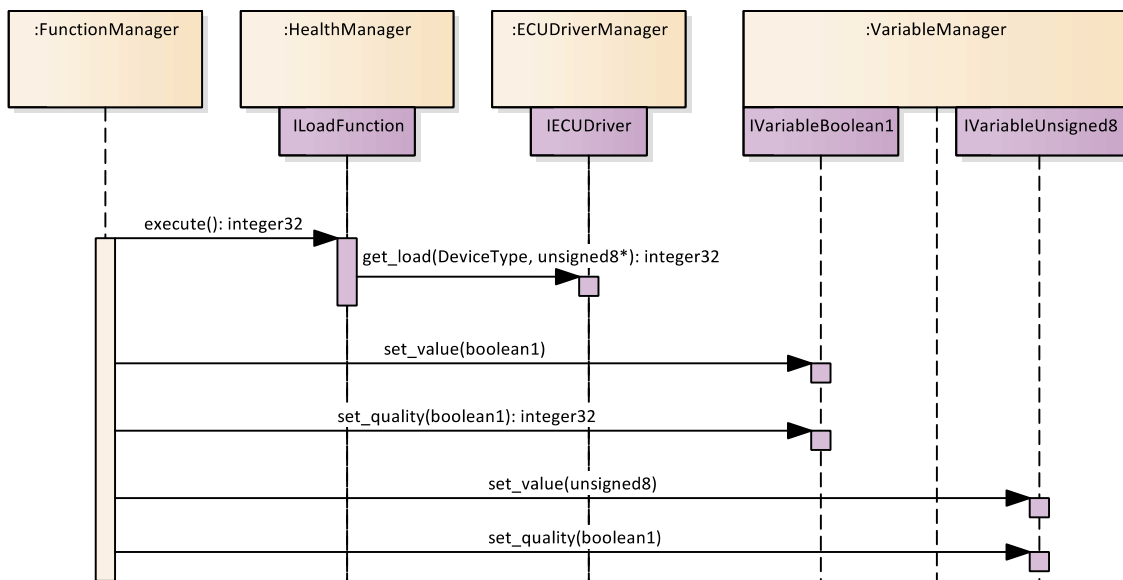 :FunctionManager
:HealthManager
:ECUDriverManager
:VariableManager
ILoadFunction
IECUDriver
IVariableBoolean1
IVariableUnsigned8
execute(): integer32
get_load(DeviceType, unsigned8*): integer32
set_value(boolean1)
set_quality(boolean1): integer32
set_value(unsigned8)
set_quality(boolean1)